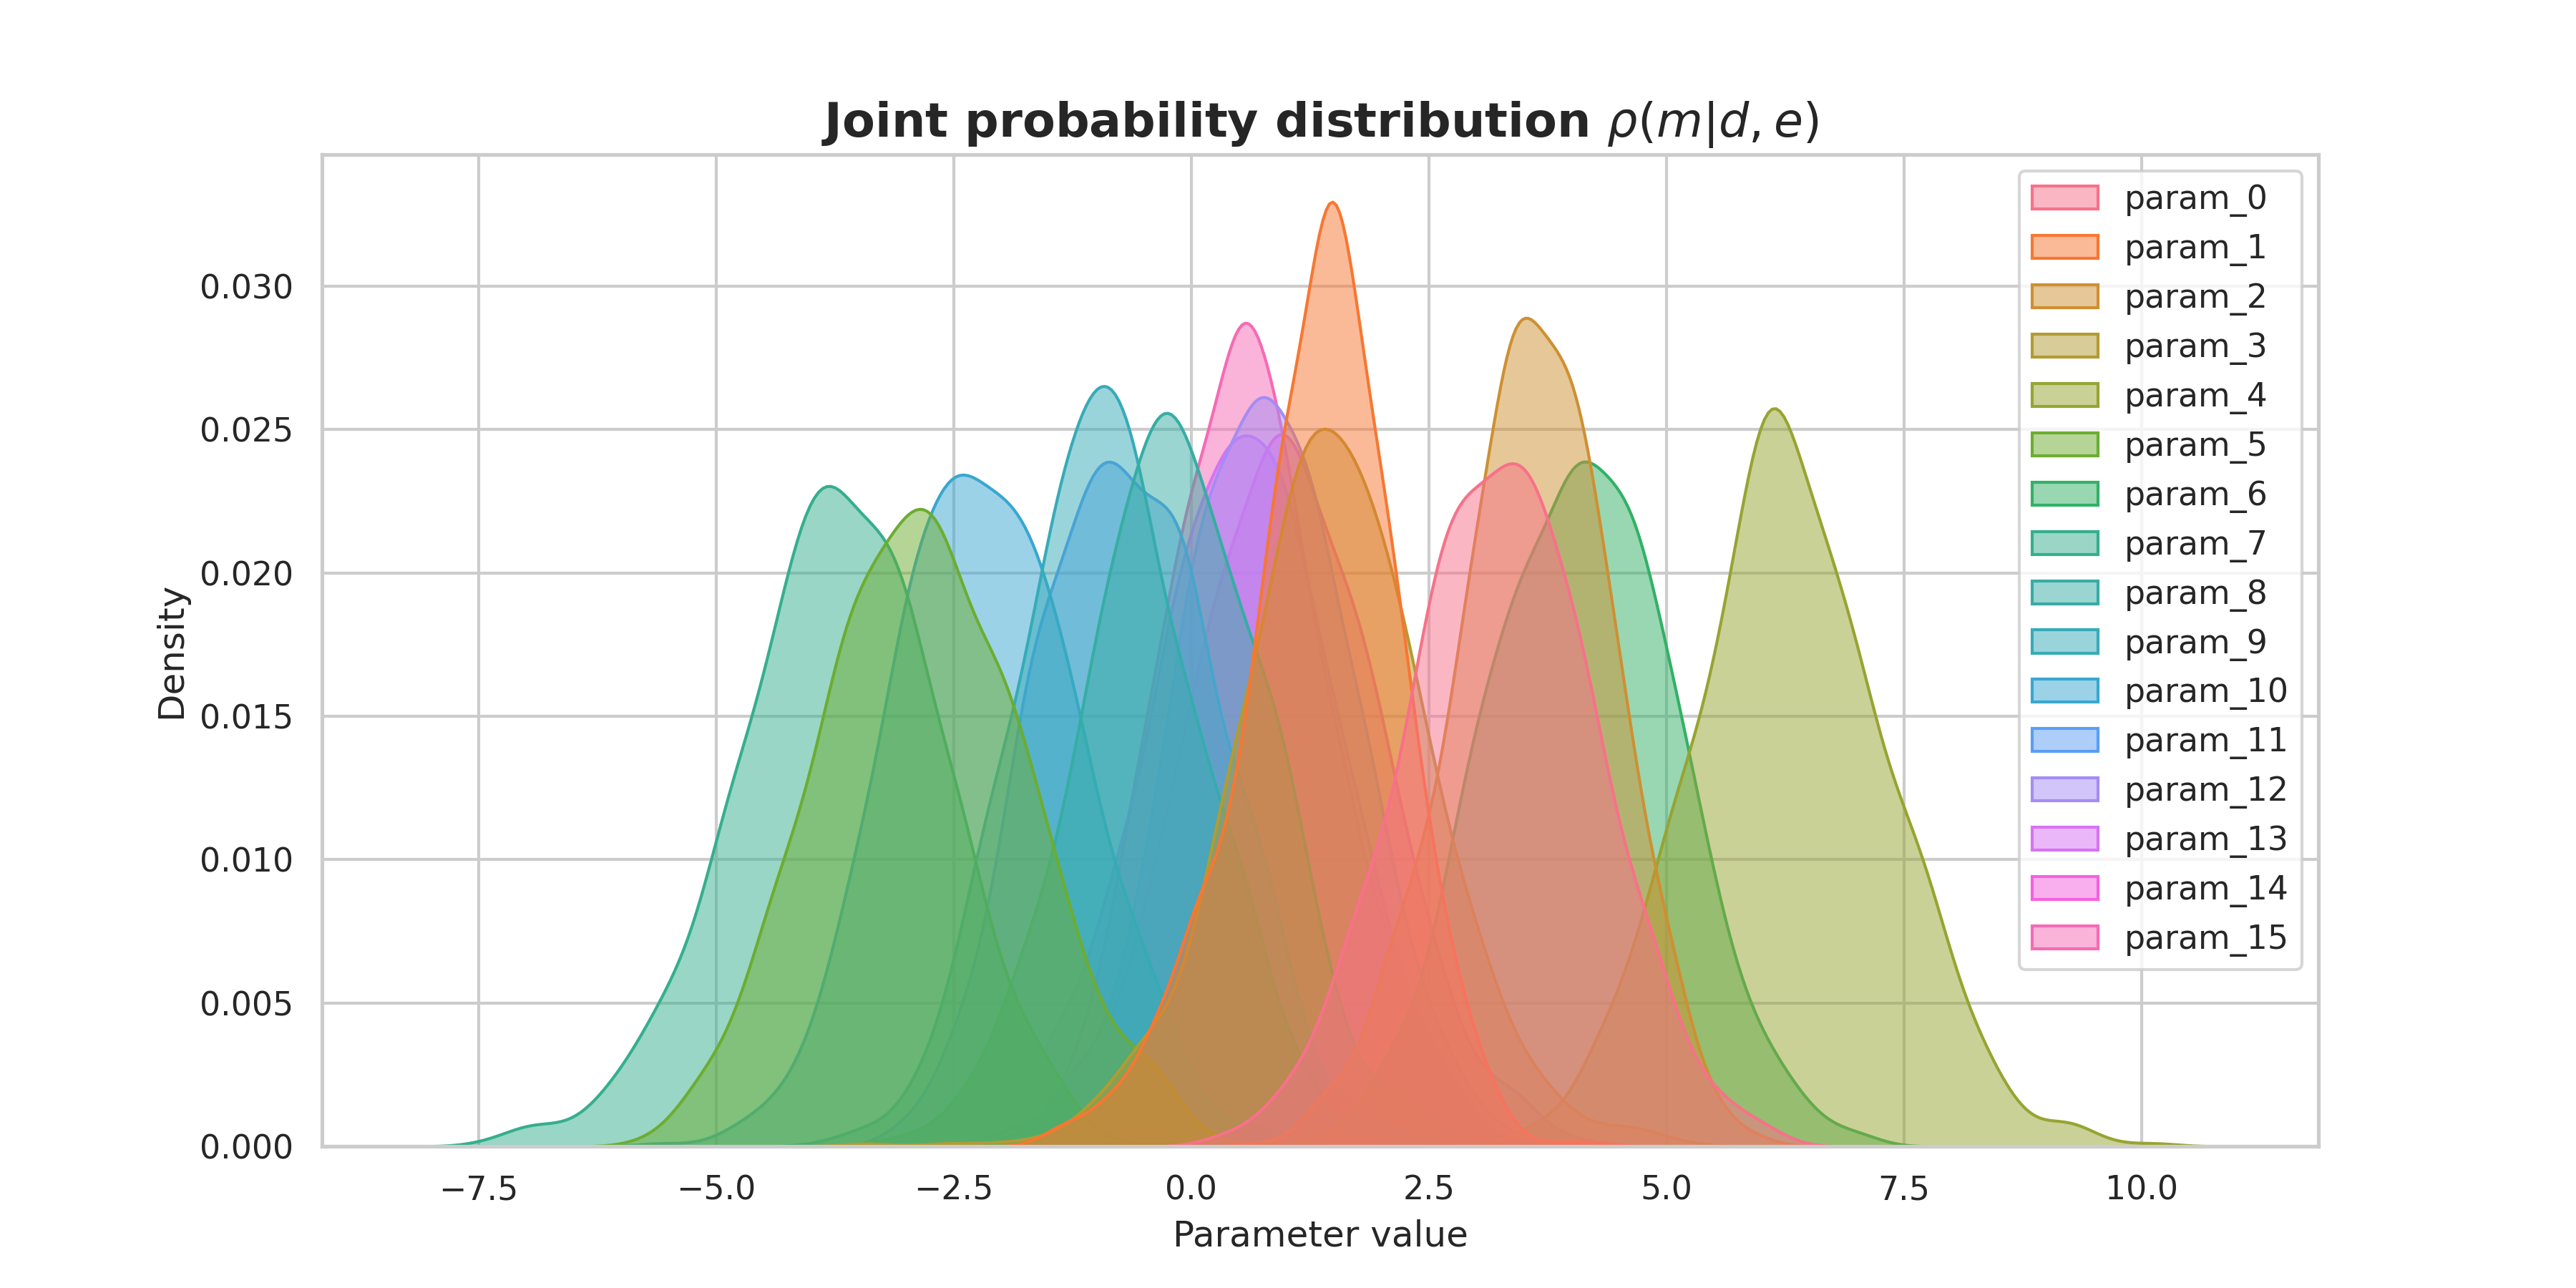 Joint probability distribution ρ(m|d, e)
param_0
param_1
param_2
param_3
param_4
param_5
param_6
param_7
param_8
param_9
param_10
param_11
param_12
param_13
param_14
param_15
0.030
0.025
0.020
0.015
0.010
0.005
0.000
Density
−7.5 −5.0 −2.5 0.0 2.5 5.0 7.5 10.0
Parameter value